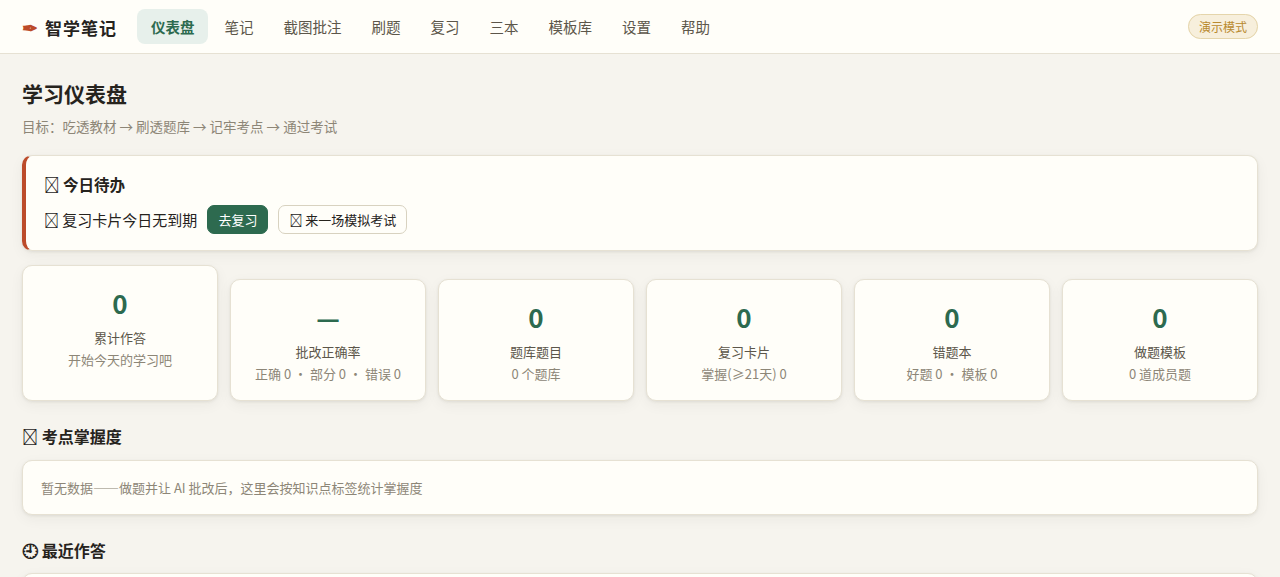 智学笔记 仪表盘 笔记 截图批注 刷题 复习 三本 模板库 设置 帮助 演示模式
学习仪表盘
目标：吃透教材 → 刷透题库 → 记牢考点 → 通过考试
今日待办
复习卡片今日无到期 去复习 来一场模拟考试
0
累计作答
开始今天的学习吧
—
批改正确率
正确 0 · 部分 0 · 错误 0
0
题库题目
0 个题库
0
复习卡片
掌握(≥21天) 0
0
错题本
好题 0 · 模板 0
0
做题模板
0 道成员题
考点掌握度
暂无数据——做题并让 AI 批改后，这里会按知识点标签统计掌握度
最近作答